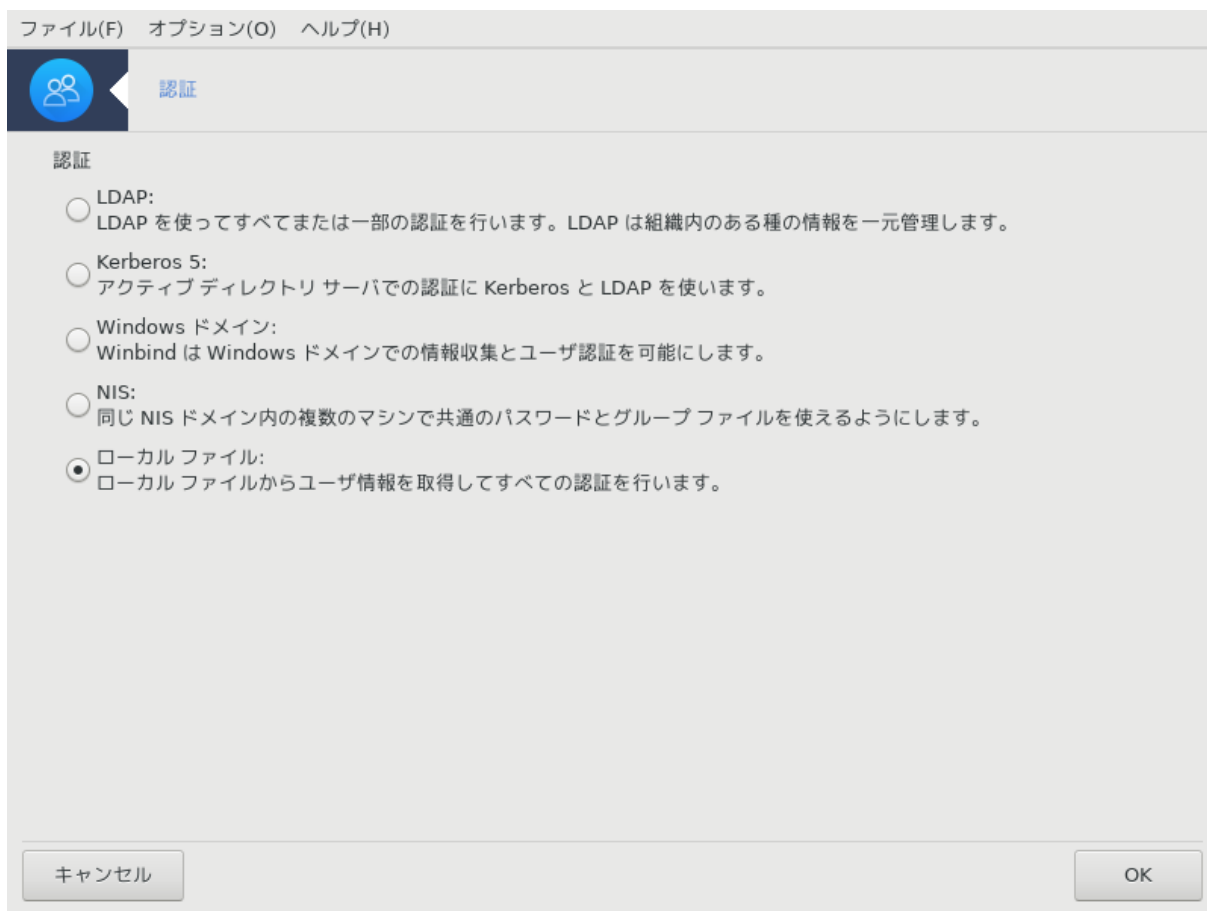 ファイル(F) オプション(O) ヘルプ(H)
認証
認証
LDAP:
LDAP を使ってすべてまたは一部の認証を行います。LDAP は組織内のある種の情報を一元管理します。
Kerberos 5:
アクティブ ディレクトリ サーバでの認証に Kerberos と LDAP を使います。
Windows ドメイン:
Winbind は Windows ドメインでの情報収集とユーザ認証を可能にします。
NIS:
同じ NIS ドメイン内の複数のマシンで共通のパスワードとグループ ファイルを使えるようにします。
ローカル ファイル:
ローカル ファイルからユーザ情報を取得してすべての認証を行います。
キャンセル OK